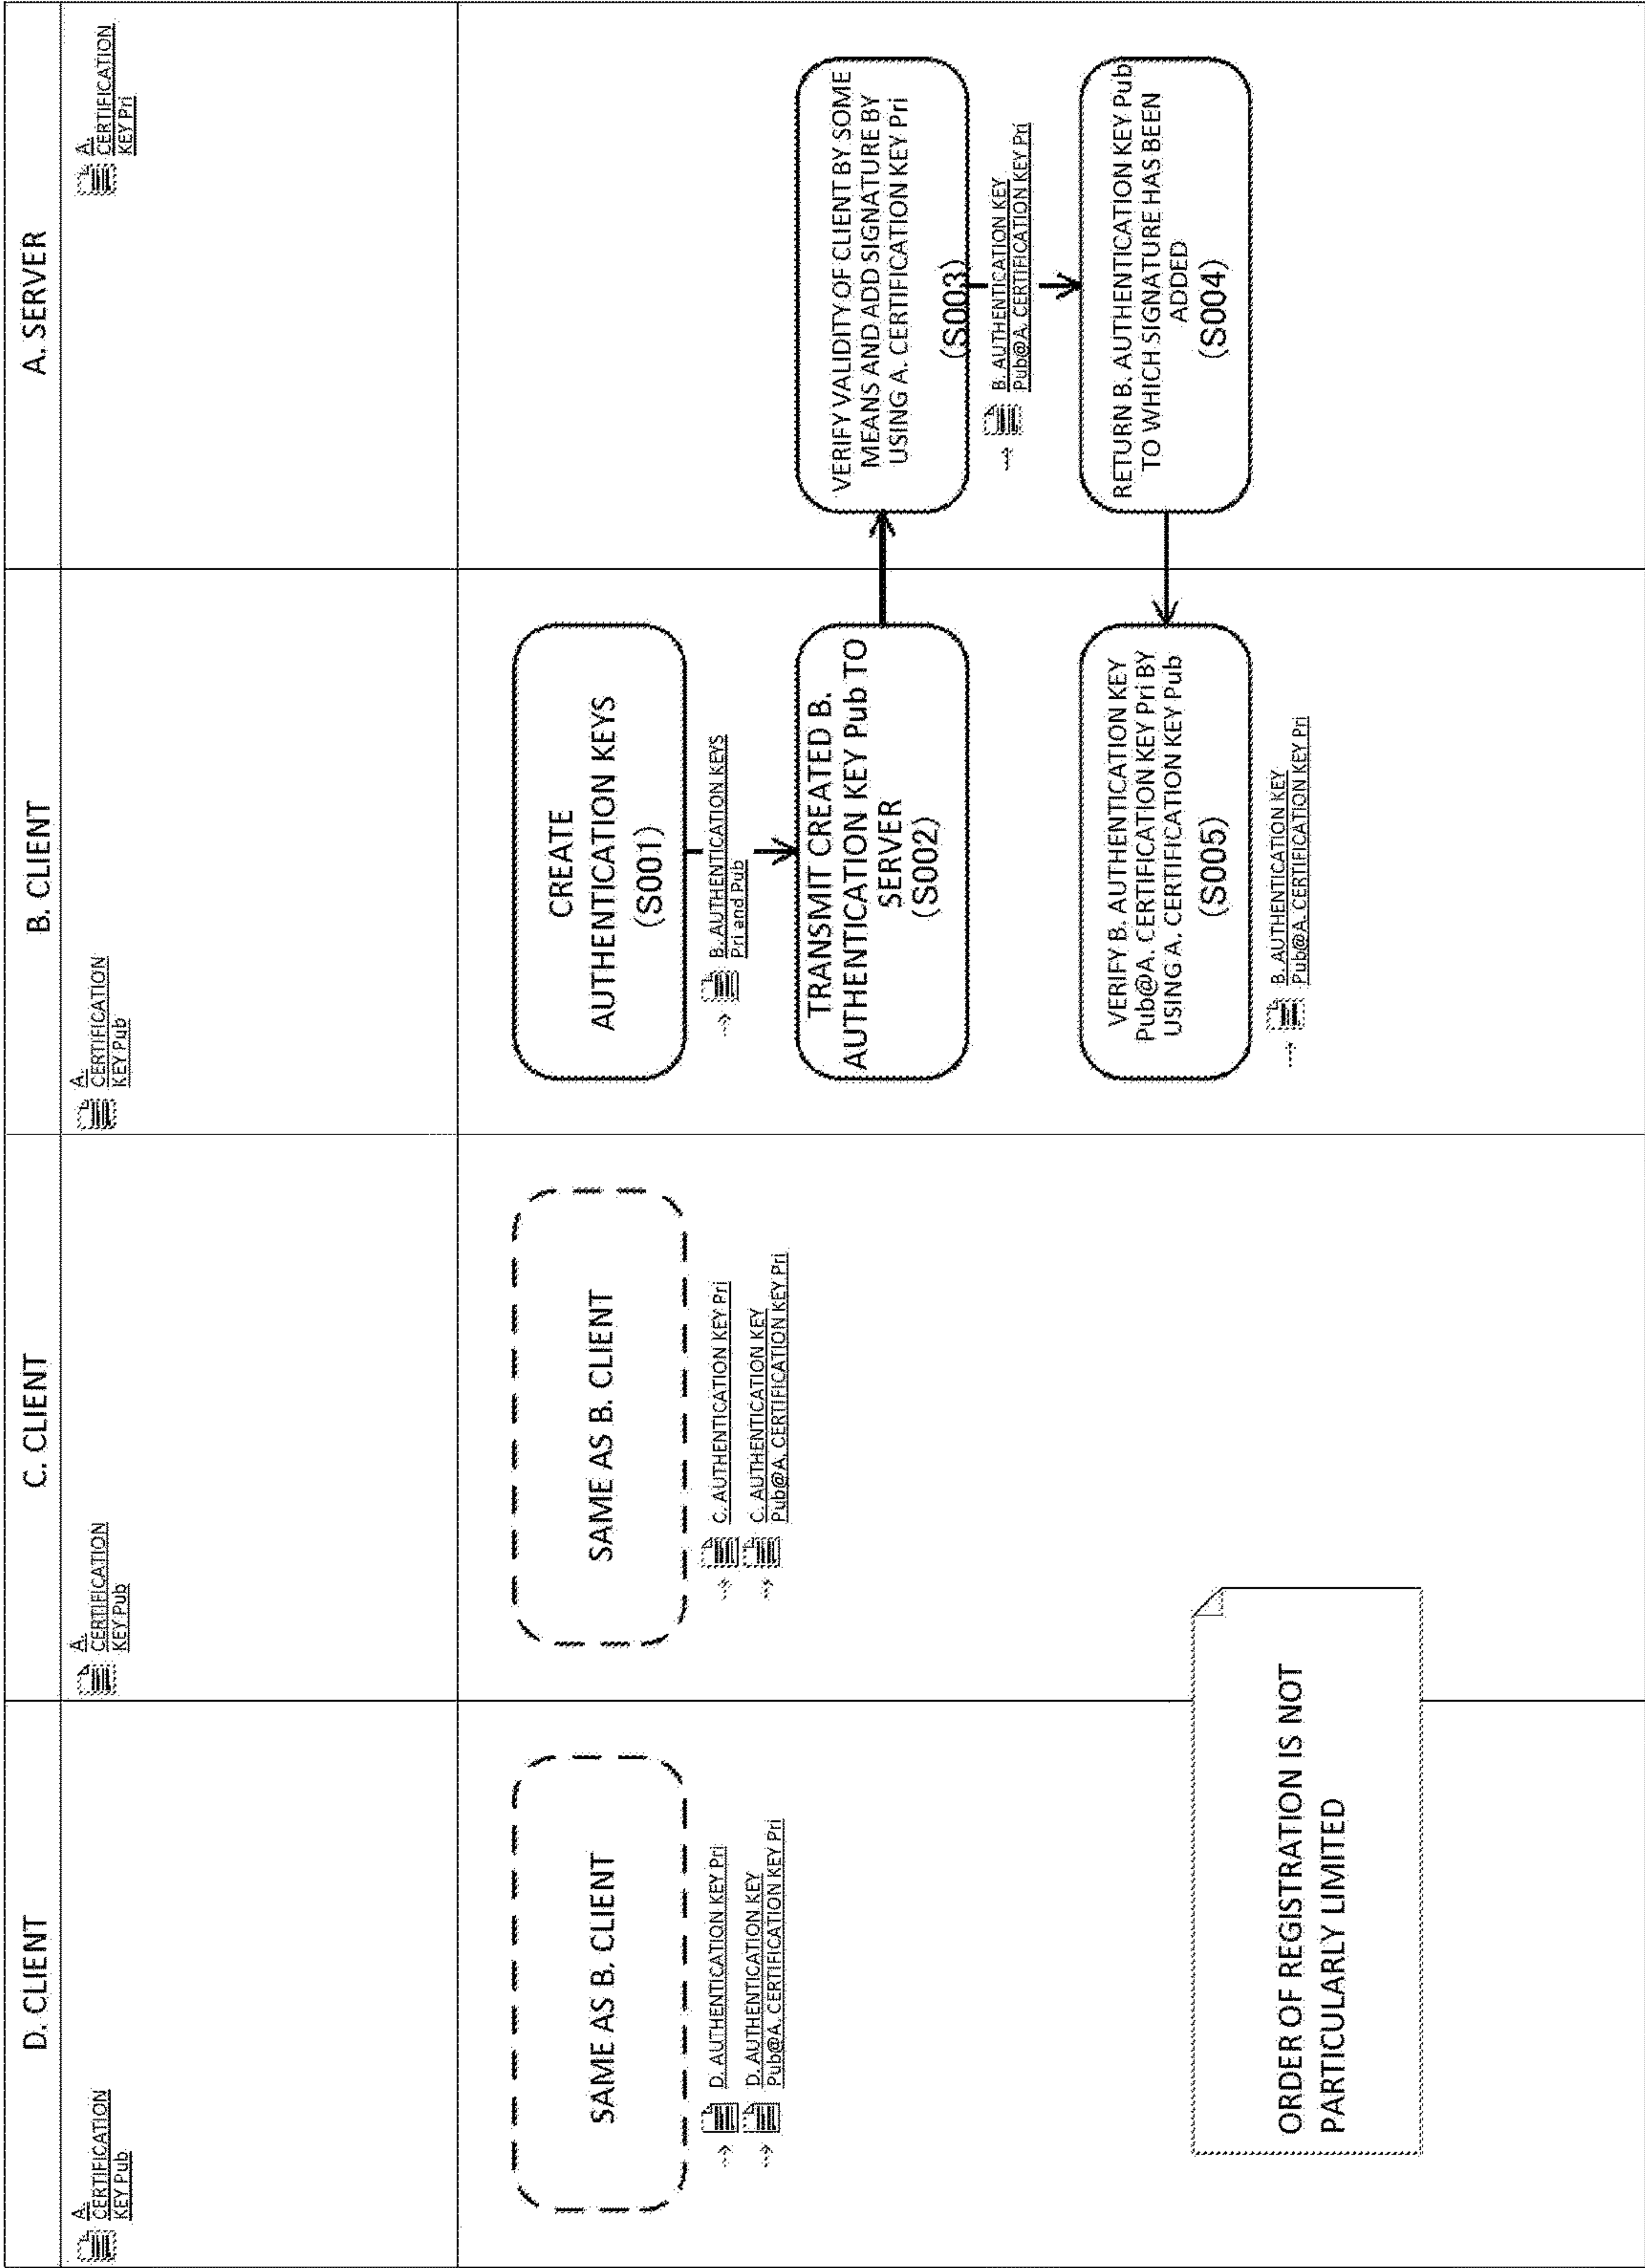 D. CLIENT
C. CLIENT
B. CLIENT
A. SERVER
A.
CERTIFICATION
KEY Pub
A.
CERTIFICATION
KEY Pub
A.
CERTIFICATION
KEY Pub
A.
CERTIFICATION
KEY Pri
SAME AS B. CLIENT
D. AUTHENTICATION KEY Pri
D. AUTHENTICATION KEY
Pub@A. CERTIFICATION KEY Pri
SAME AS B. CLIENT
C. AUTHENTICATION KEY Pri
C. AUTHENTICATION KEY
Pub@A. CERTIFICATION KEY Pri
CREATE
AUTHENTICATION KEYS
(S001)
B. AUTHENTICATION KEYS
Pri and Pub
TRANSMIT CREATED B.
AUTHENTICATION KEY Pub TO
SERVER
(S002)
VERIFY VALIDITY OF CLIENT BY SOME
MEANS AND ADD SIGNATURE BY
USING A. CERTIFICATION KEY Pri
(S003)
B. AUTHENTICATION KEY
Pub@A. CERTIFICATION KEY Pri
RETURN B. AUTHENTICATION KEY Pub
TO WHICH SIGNATURE HAS BEEN
ADDED
(S004)
VERIFY B. AUTHENTICATION KEY
Pub@A. CERTIFICATION KEY Pri BY
USING A. CERTIFICATION KEY Pub
(S005)
B. AUTHENTICATION KEY
Pub@A. CERTIFICATION KEY Pri
ORDER OF REGISTRATION IS NOT
PARTICULARLY LIMITED